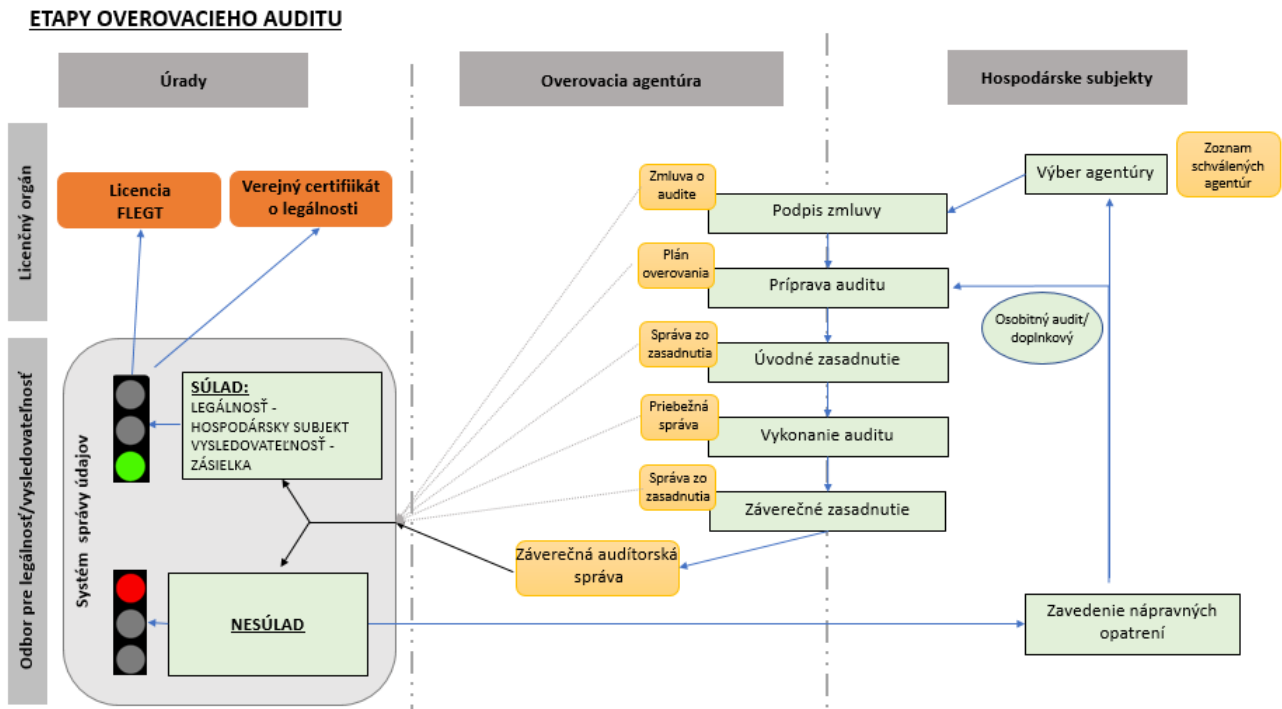 ETAPY OVEROVACIEHO AUDITU
Úrady
Overovacia agentúra
Hospodárske subjekty
Licenčný orgán
Licencia
FLEGT
Verejný certifiikát
o legálnosti
Zmluva o
audite
Podpis zmluvy
Výber agentúry
Zoznam
schválených
agentúr
Plán
overovania
Príprava auditu
Osobitný audit/
doplnkový
Odbor pre legálnosť/vysledovateľnosť
Systém správy údajov
SÚLAD:
LEGÁLNOSŤ -
HOSPODÁRSKY SUBJEKT
VYSLEDOVATEĽNOSŤ -
ZÁSIELKA
Správa zo
zasadnutia
Úvodné zasadnutie
Priebežná
správa
Vykonanie auditu
Správa zo
zasadnutia
Záverečné zasadnutie
Záverečná audítorská
správa
NESÚLAD
Zavedenie nápravných
opatrení